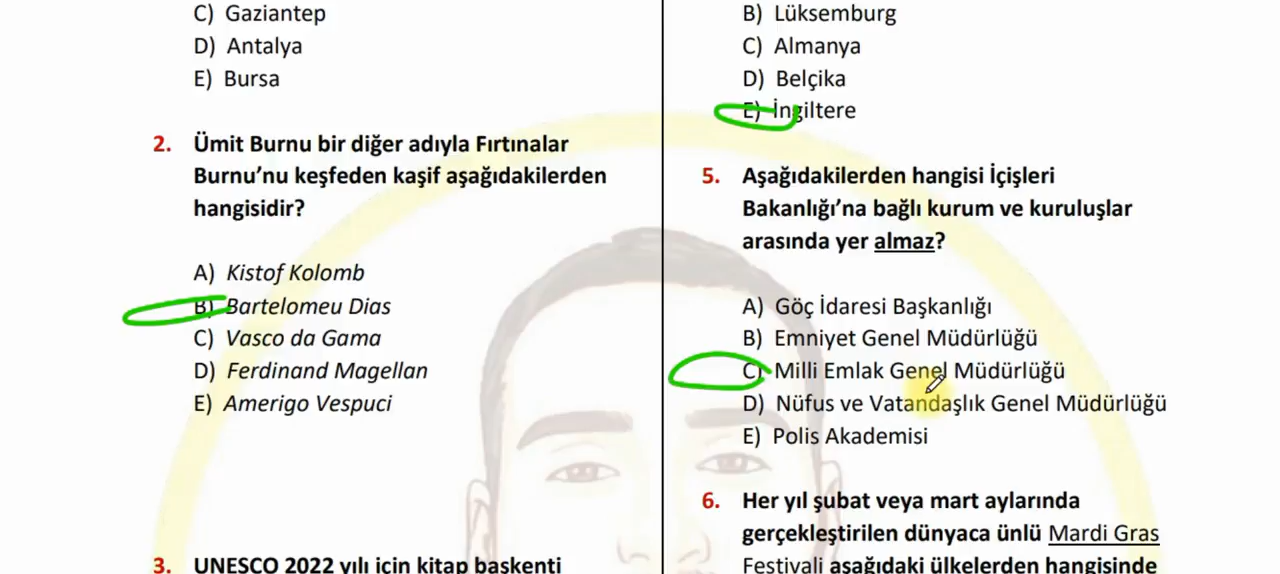 C) Gaziantep
D) Antalya
E) Bursa
2. Ümit Burnu bir diğer adıyla Fırtınalar
Burnu’nu keşfeden kaşif aşağıdakilerden
hangisidir?
A) Kistof Kolomb
B) Bartelomeu Dias
C) Vasco da Gama
D) Ferdinand Magellan
E) Amerigo Vespuci
3. UNESCO 2022 yılı için kitap başkenti
B) Lüksemburg
C) Almanya
D) Belçika
E) İngiltere
5. Aşağıdakilerden hangisi İçişleri
Bakanlığı’na bağlı kurum ve kuruluşlar
arasında yer almaz?
A) Göç İdaresi Başkanlığı
B) Emniyet Genel Müdürlüğü
C) Milli Emlak Genel Müdürlüğü
D) Nüfus ve Vatandaşlık Genel Müdürlüğü
E) Polis Akademisi
6. Her yıl şubat veya mart aylarında
gerçekleştirilen dünyaca ünlü Mardi Gras
Festivali aşağıdaki ülkelerden hangisinde